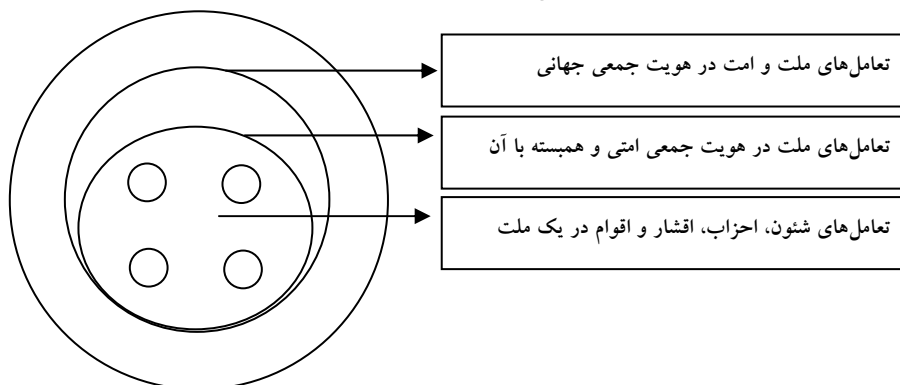 تعامل‌های ملت و امت در هویت جمعی جهانی
تعامل‌های ملت در هویت جمعی امتی و همبسته با آن
تعامل‌های شئون، احزاب، اقشار و اقوام در یک ملت